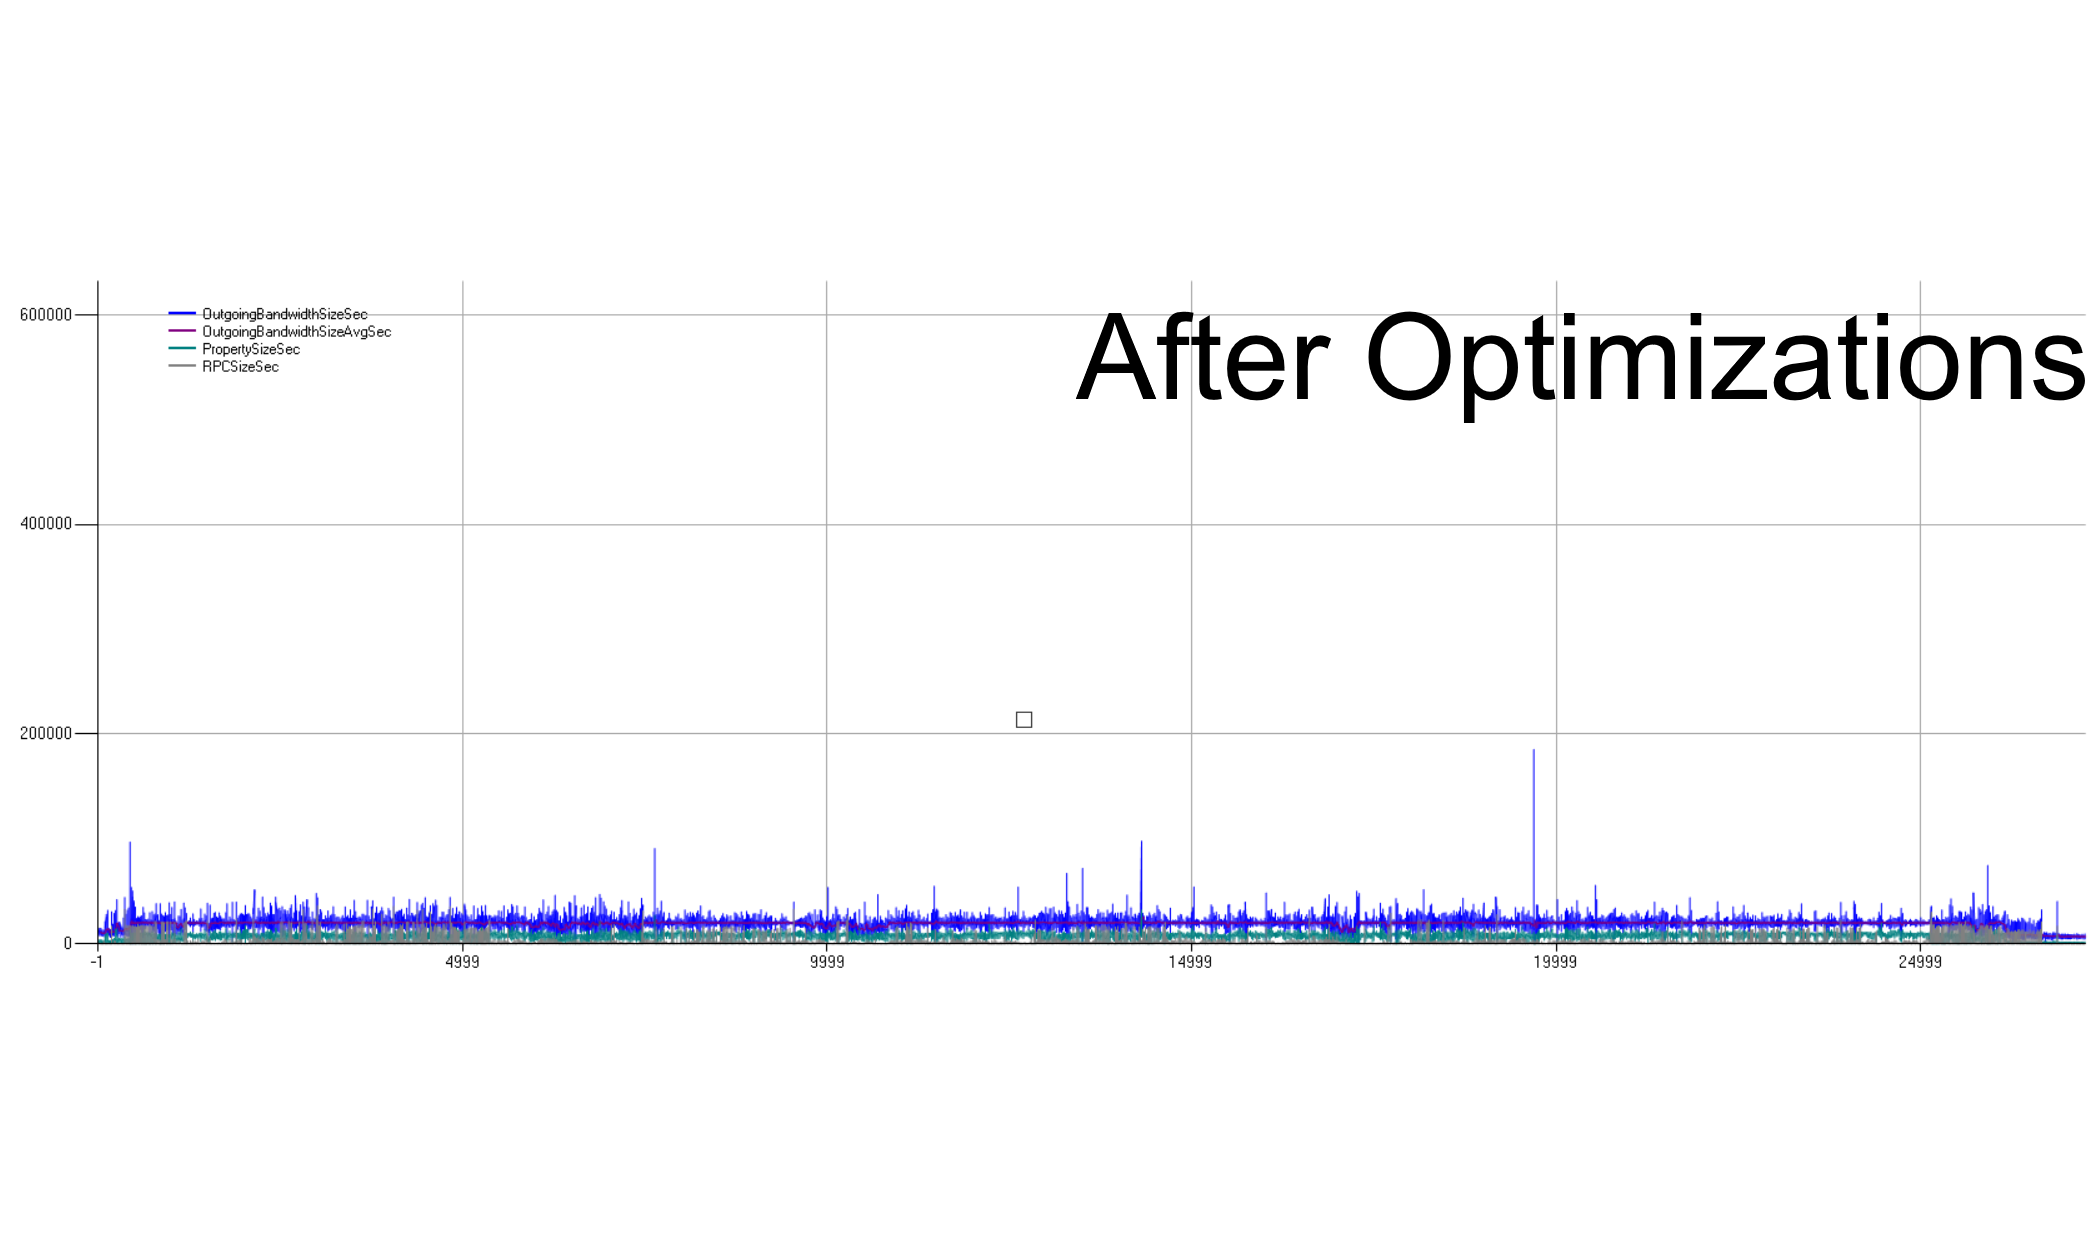 After Optimizations
600000
OutgoingBandwidthSizeSec
OutgoingBandwidthSizeAvgSec
PropertySizeSec
RPCSizeSec
400000
200000
0
-1 4999 9999 14999 19999 24999